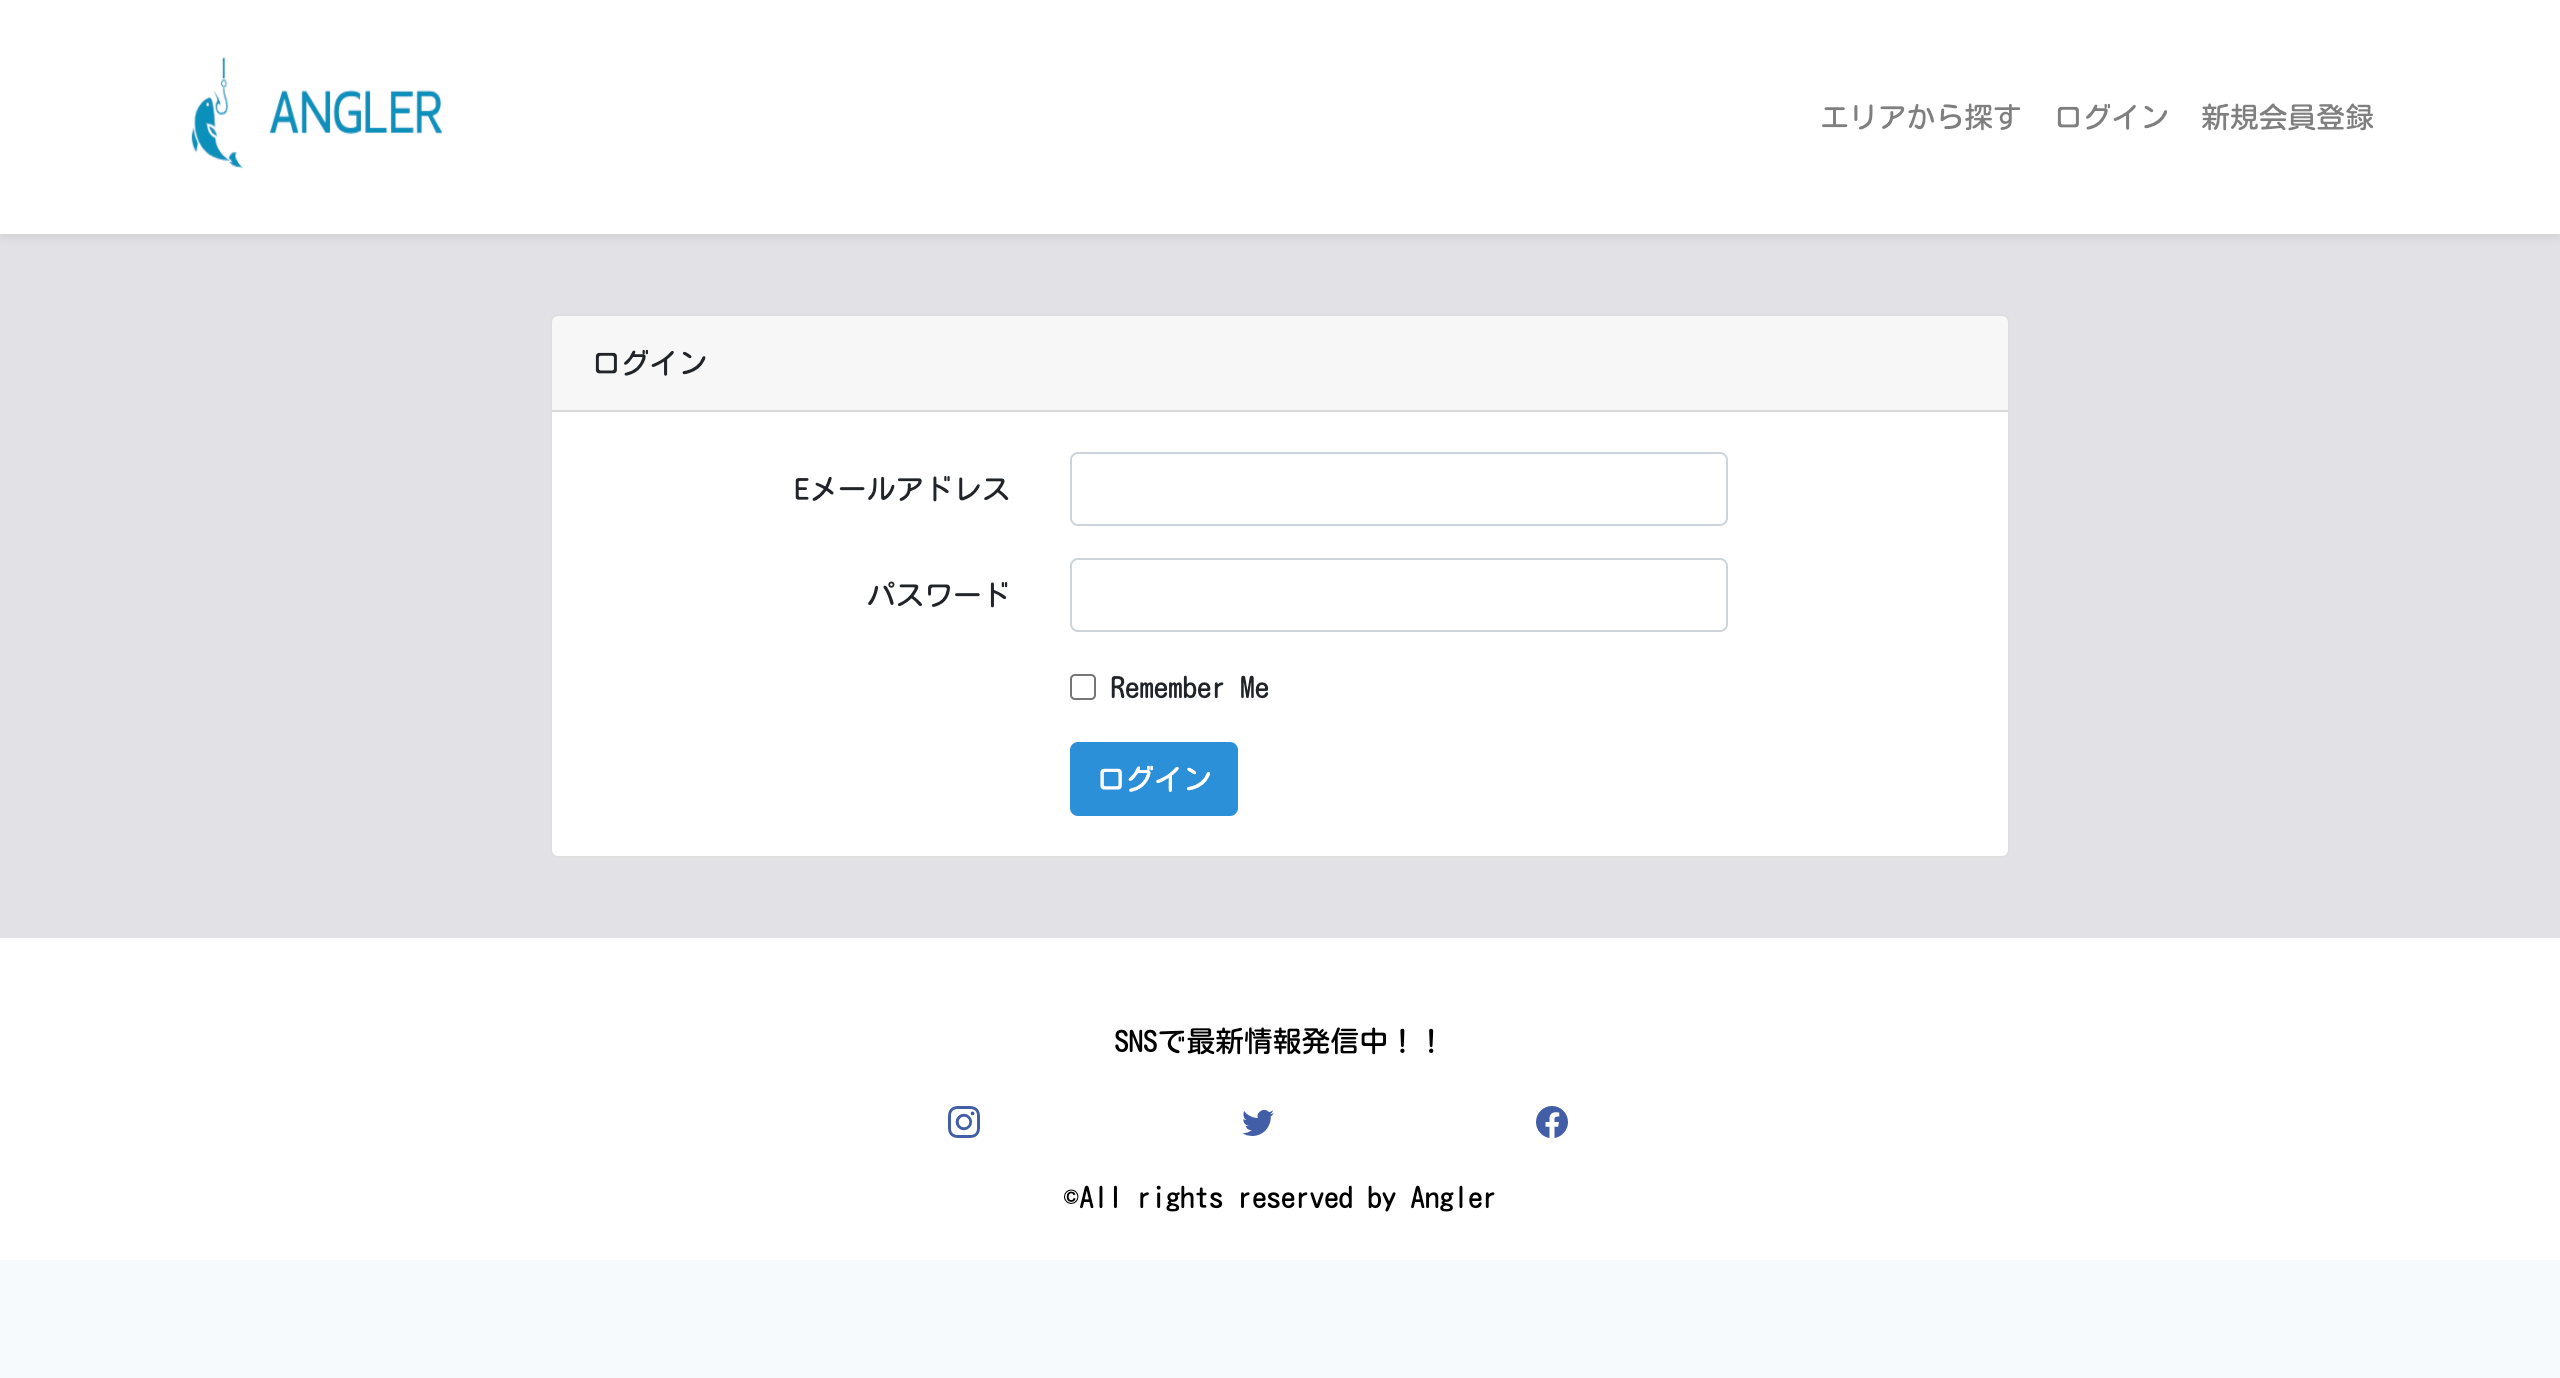 ANGLER
エリアから探す ログイン 新規会員登録
ログイン
Eメールアドレス
パスワード
Remember Me
ログイン
SNSで最新情報発信中！！
©All rights reserved by Angler